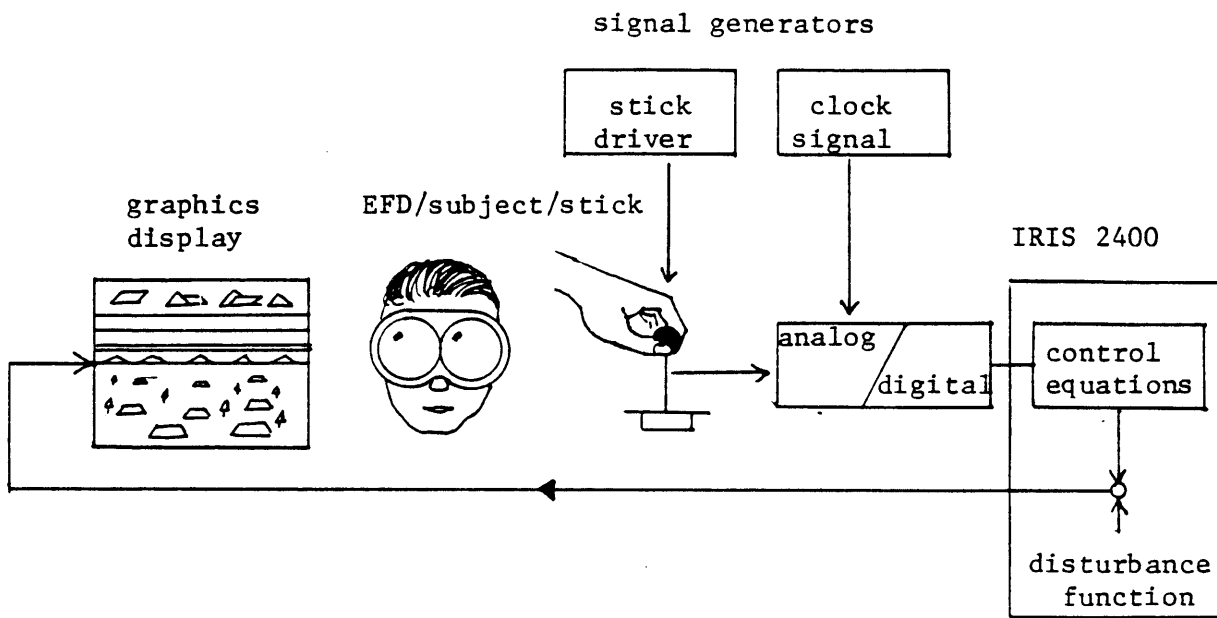 signal generators
stick
driver
clock
signal
graphics
display
EFD/subject/stick
IRIS 2400
analog
digital
control
equations
disturbance
function